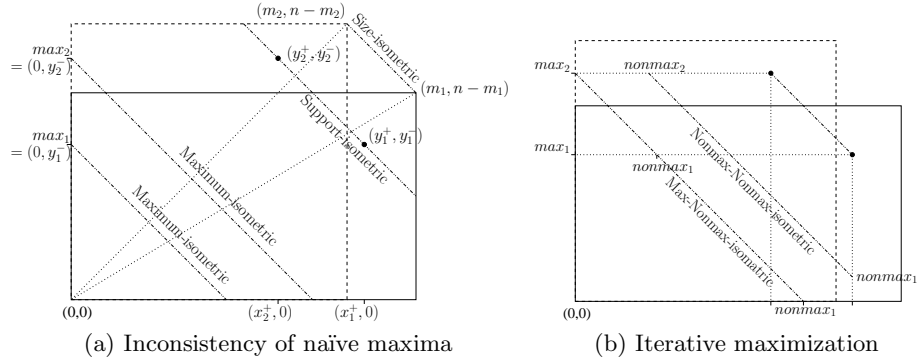 (m₂, n − m₂)
Size-isometric
max₂
= (0, y₂⁻)
(y₂⁺, y₂⁻)
(m₁, n − m₁)
Support-isometric
max₁
= (0, y₁⁻)
(y₁⁺, y₁⁻)
Maximum-isometric
Maximum-isometric
(0,0)
(x₂⁺, 0)
(x₁⁺, 0)
(a) Inconsistency of naïve maxima
max₂
nonmax₂
max₁
nonmax₁
Nonmax-Nonmax-isometric
Max-Nonmax-isomatric
nonmax₁
(0,0)
nonmax₁
(b) Iterative maximization